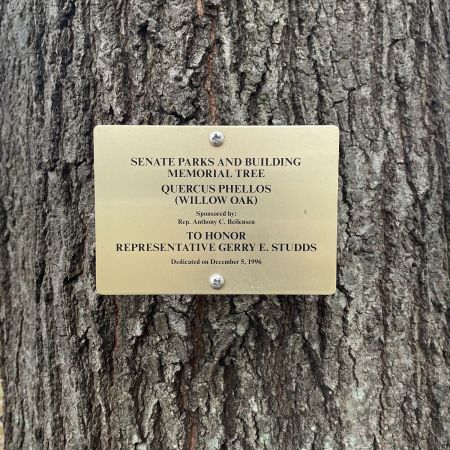 SENATE PARKS AND BUILDING
MEMORIAL TREE
QUERCUS PHELLOS
(WILLOW OAK)
Sponsored by:
Rep. Anthony C. Beilensen
TO HONOR
REPRESENTATIVE GERRY E. STUDDS
Dedicated on December 5, 1996